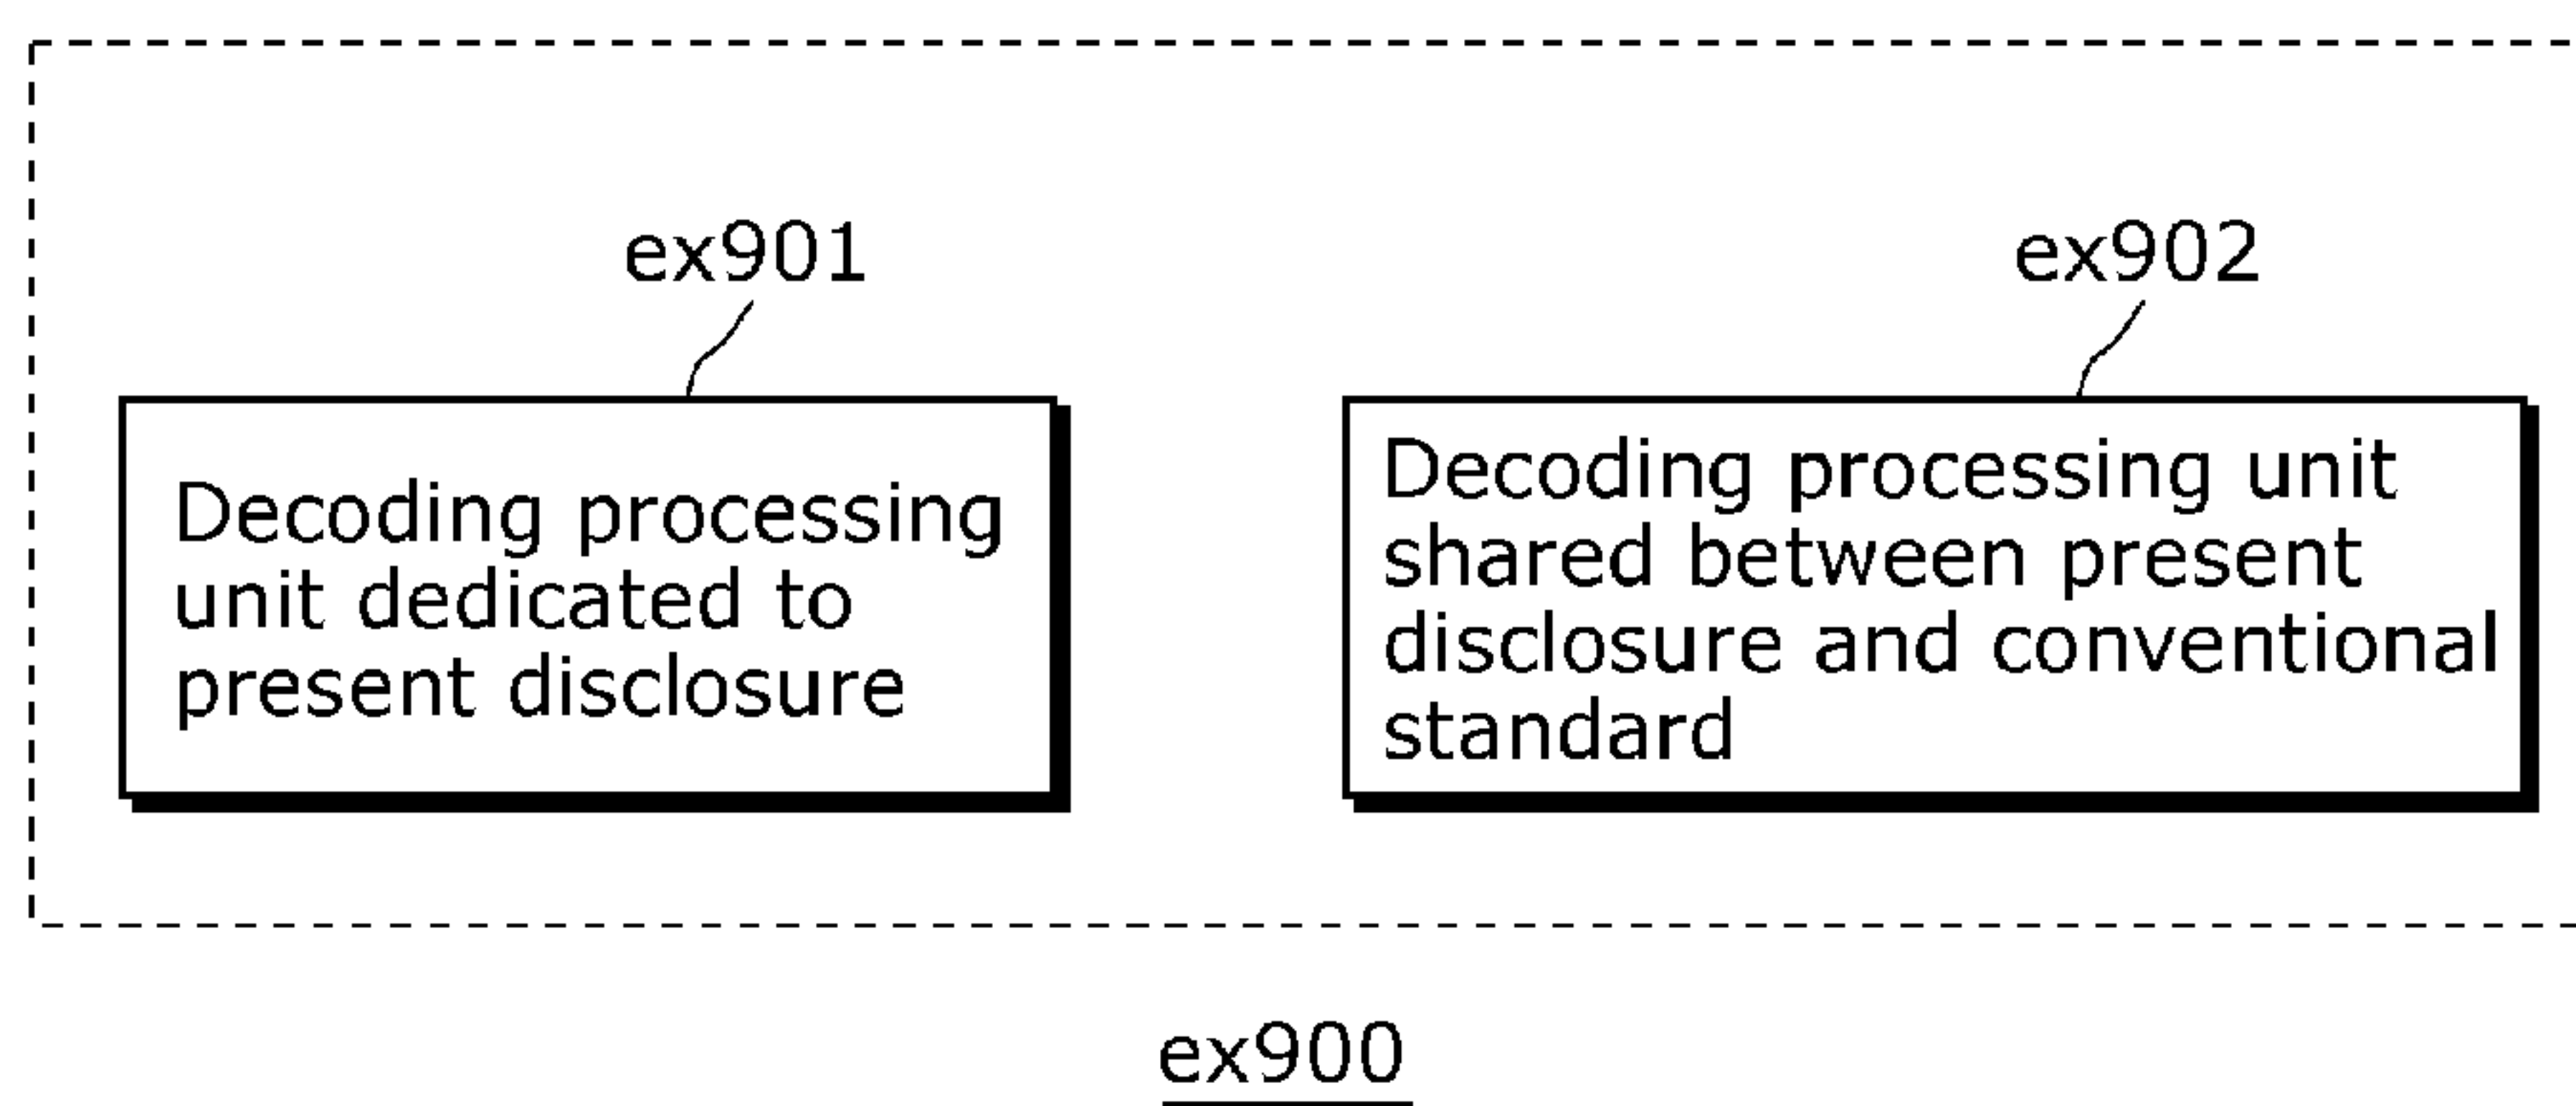 ex901
Decoding processing
unit dedicated to
present disclosure
ex902
Decoding processing unit
shared between present
disclosure and conventional
standard
ex900